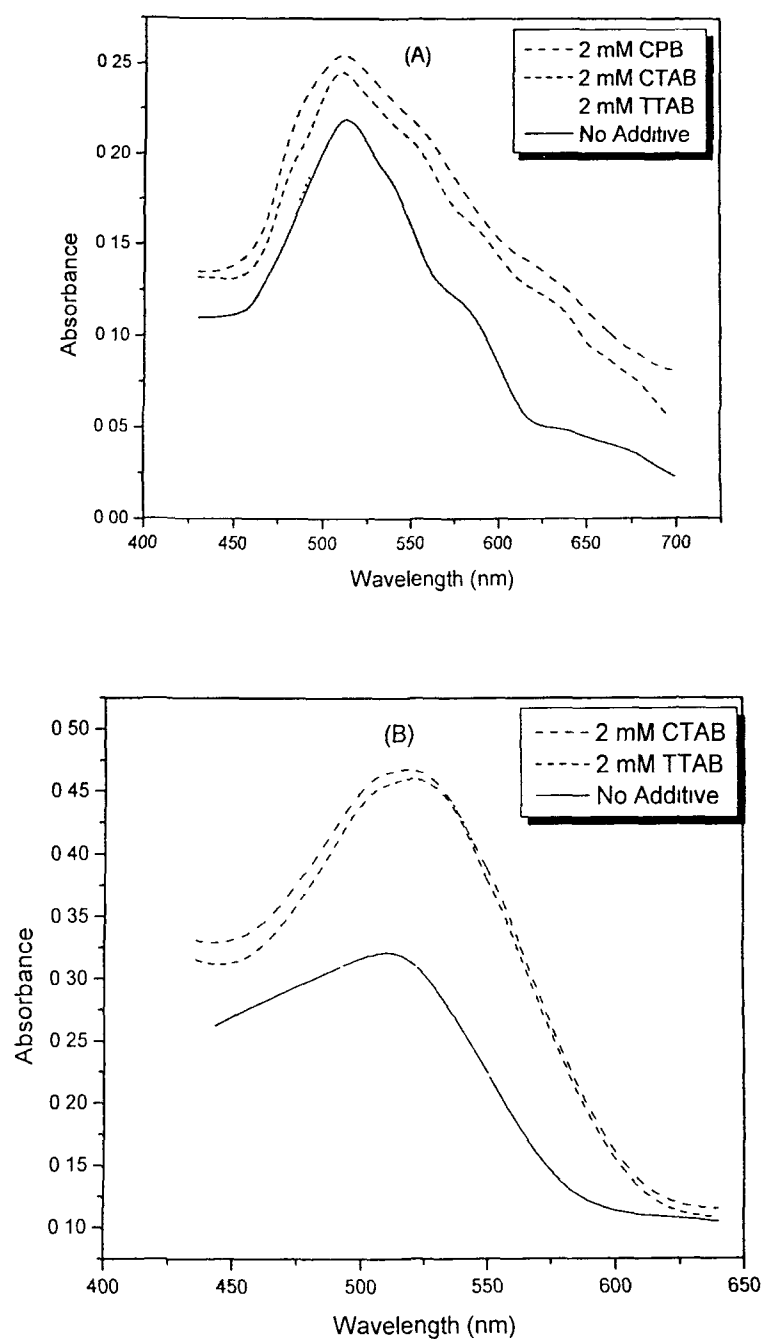 (A)
2 mM CPB
2 mM CTAB
2 mM TTAB
No Additive
0 25
0 20
0 15
0 10
0 05
0 00
Absorbance
400 450 500 550 600 650 700
Wavelength (nm)
(B)
2 mM CTAB
2 mM TTAB
No Additive
0 50
0 45
0 40
0 35
0 30
0 25
0 20
0 15
0 10
Absorbance
400 450 500 550 600 650
Wavelength (nm)